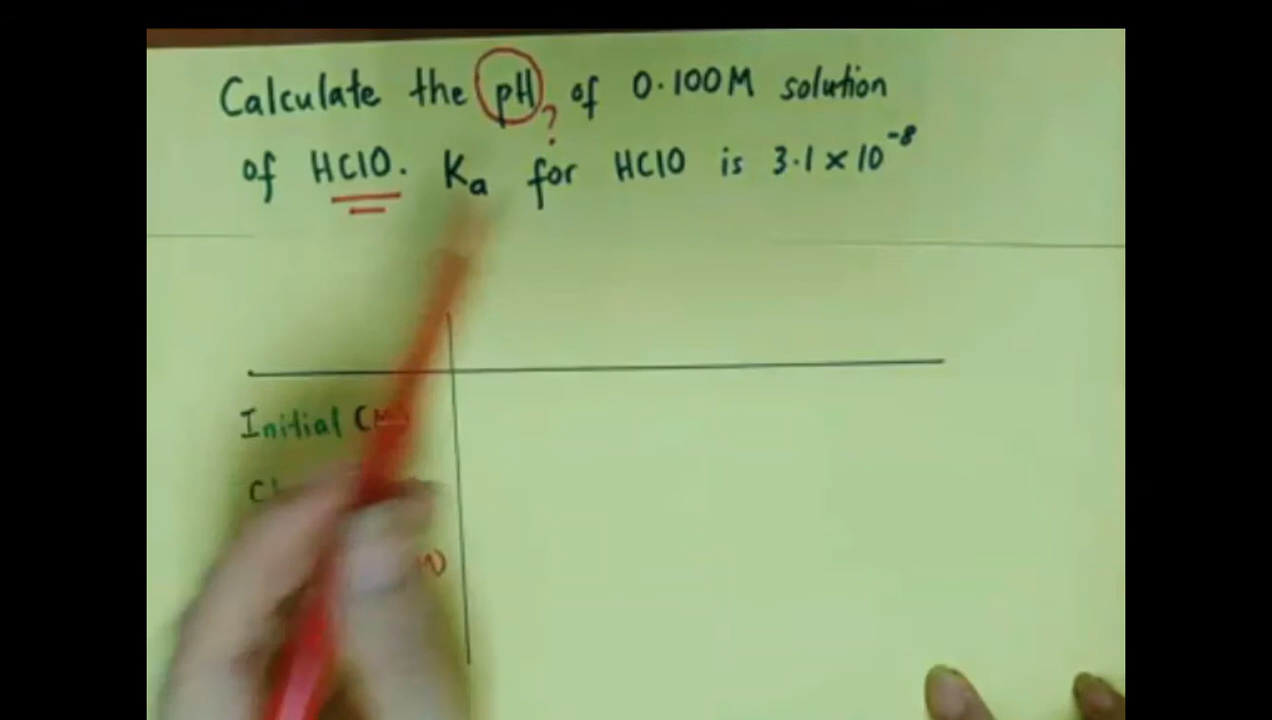 Calculate the pH of 0.100M solution
?
of HClO. Ka for HClO is 3.1 × 10⁻⁸
Initial (M)